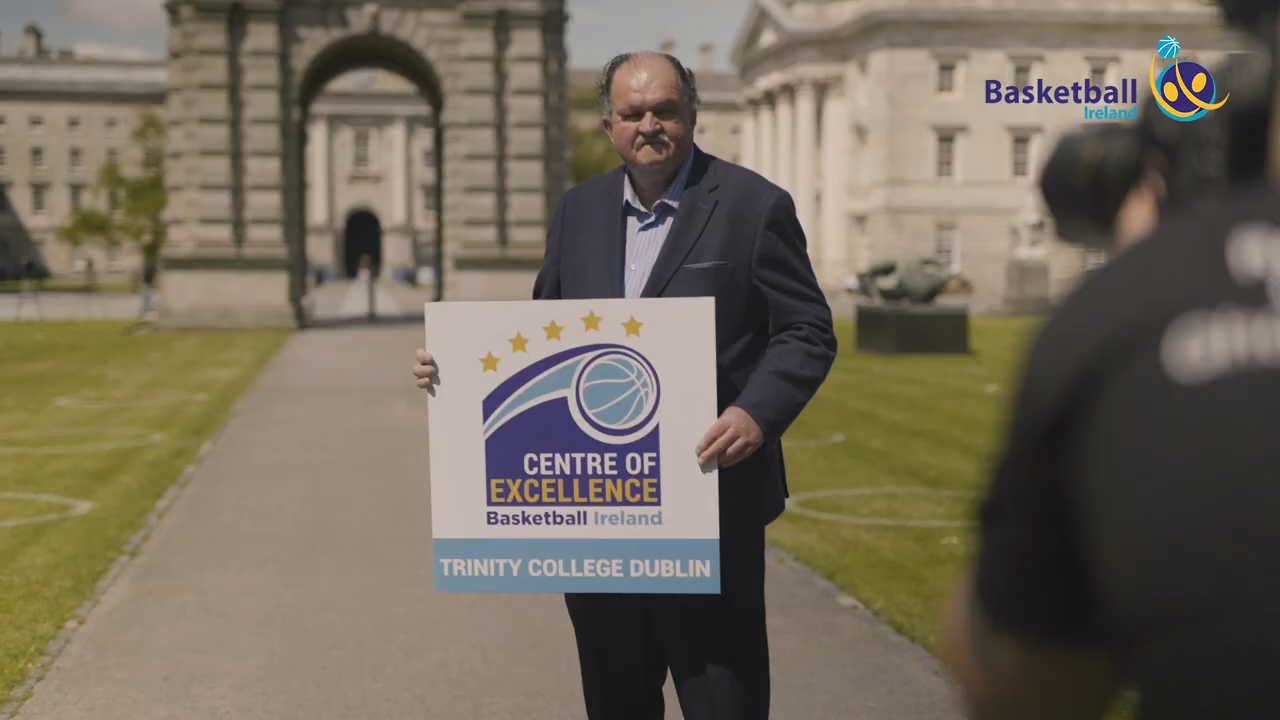 Basketball
Ireland
CENTRE OF
EXCELLENCE
Basketball Ireland
TRINITY COLLEGE DUBLIN